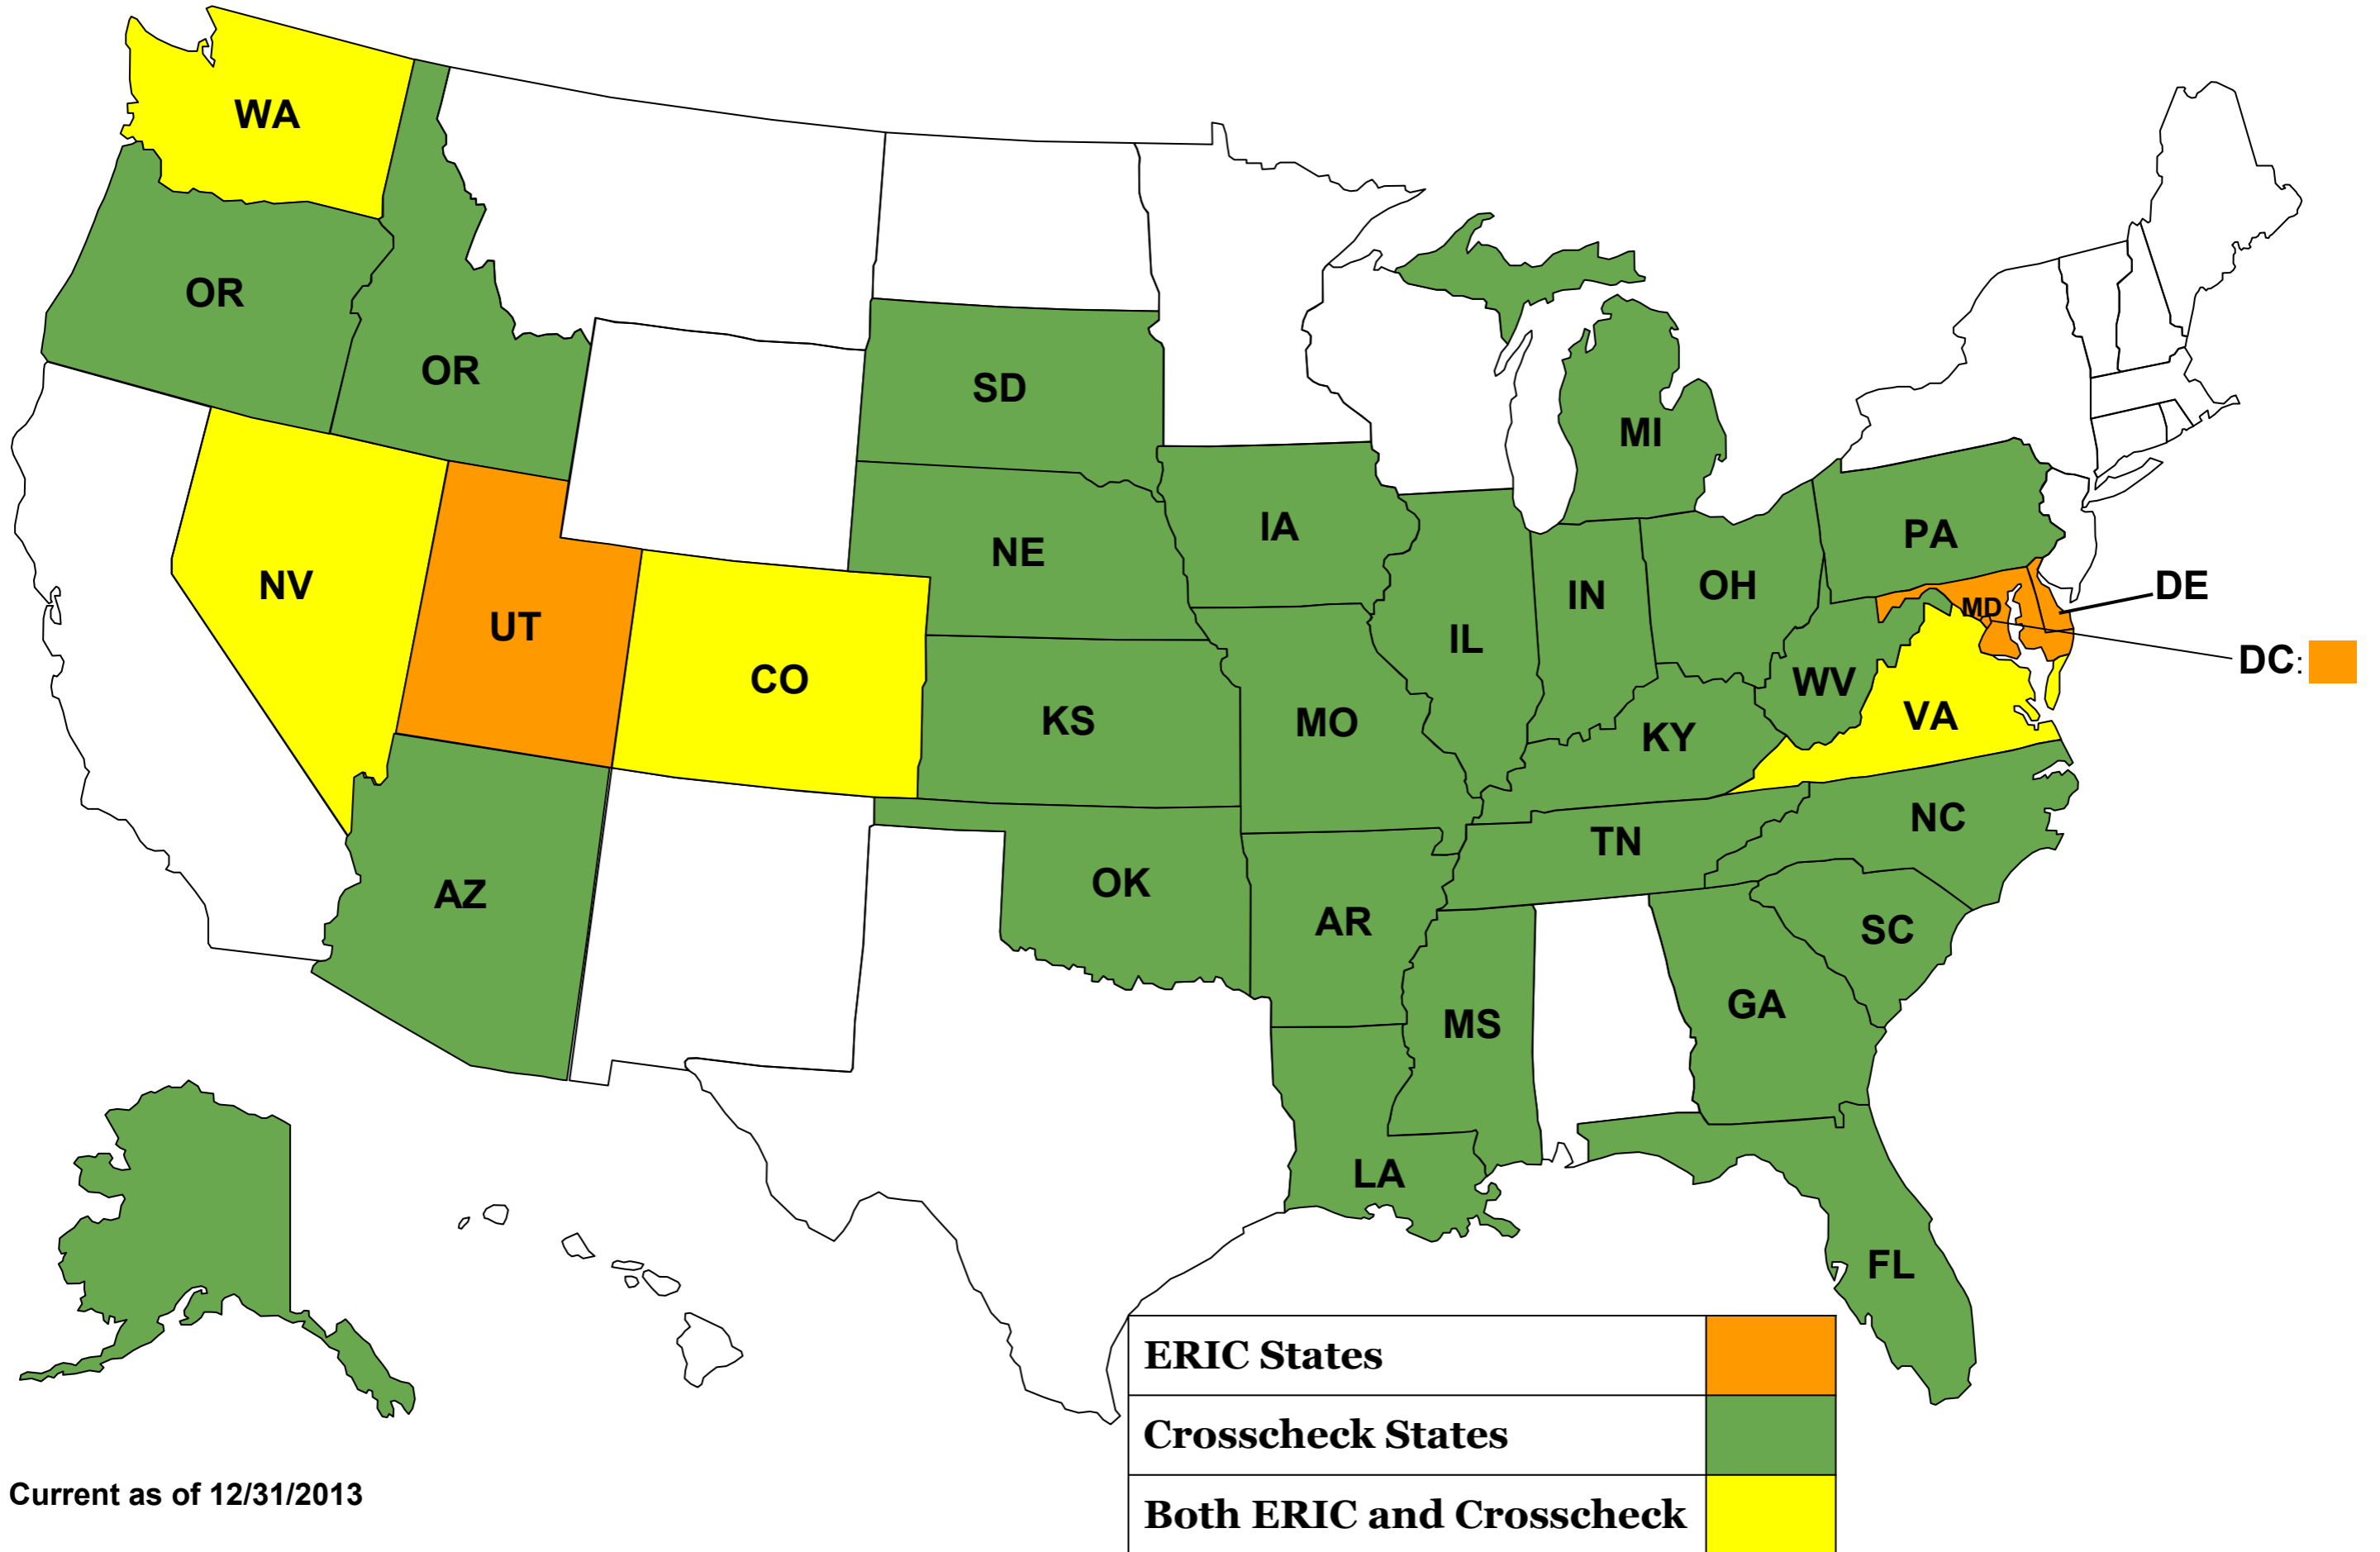 WA
OR
OR
SD
MI
IA
PA
NE
NV
IN
OH
DE
MD
UT
IL
DC:
CO
WV
KS
MO
VA
KY
NC
TN
OK
AZ
AR
SC
GA
MS
LA
FL
ERIC States
Crosscheck States
Both ERIC and Crosscheck
Current as of 12/31/2013